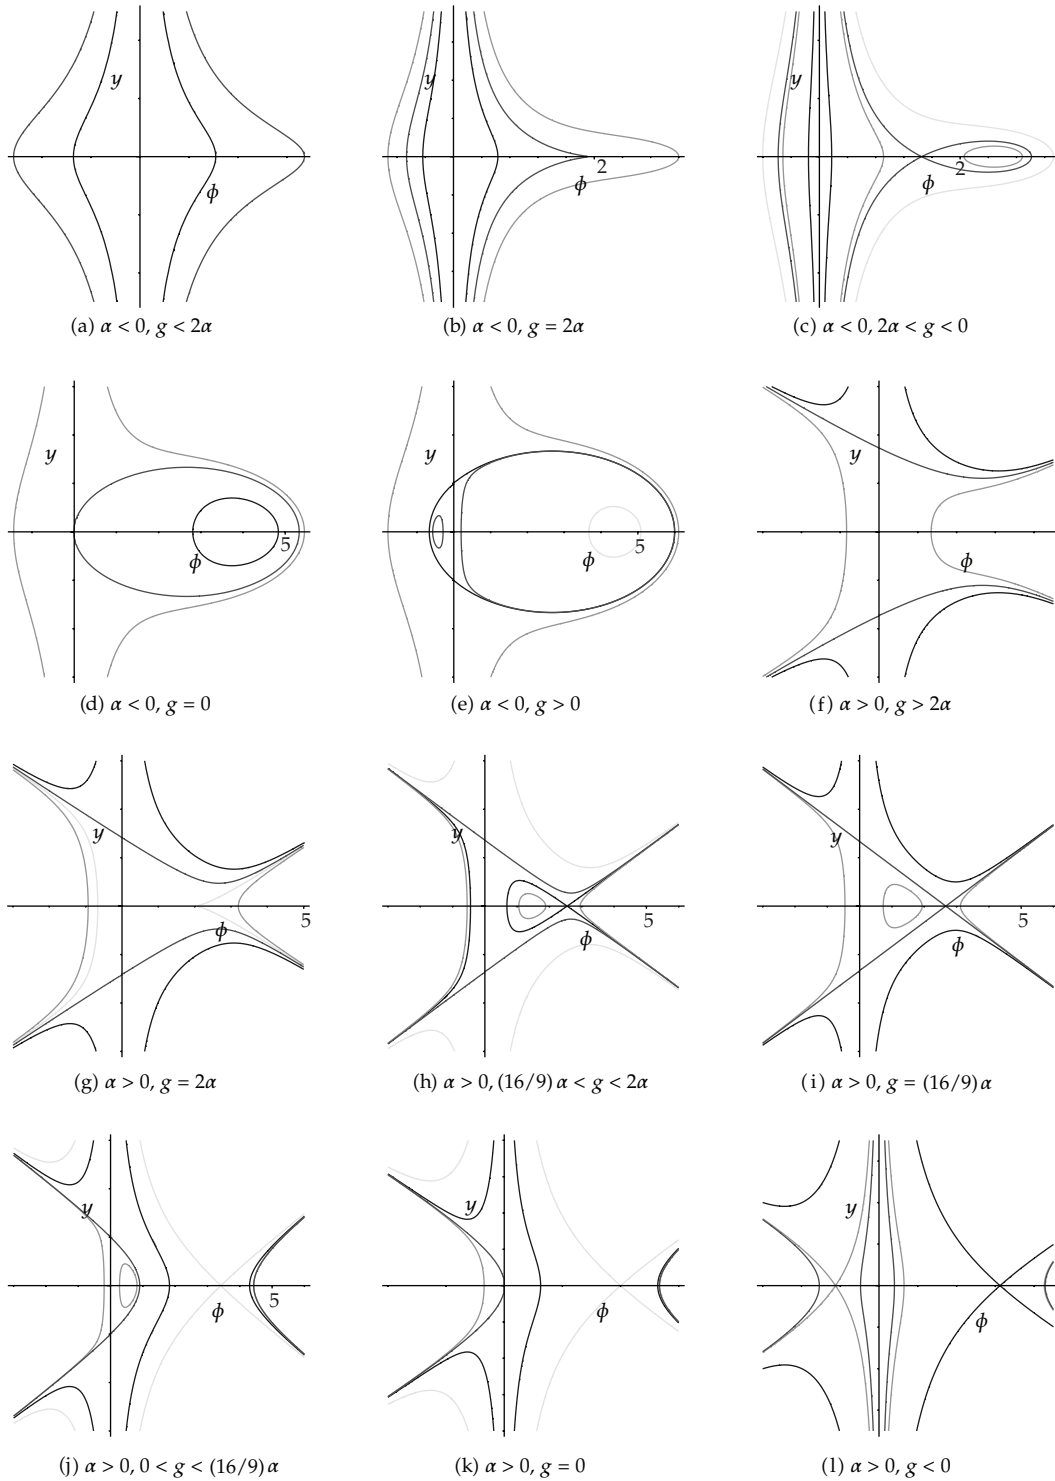 y
ϕ
(a) α < 0, g < 2α
y
2
ϕ
(b) α < 0, g = 2α
y
2
ϕ
(c) α < 0, 2α < g < 0
y
5
ϕ
(d) α < 0, g = 0
y
5
ϕ
(e) α < 0, g > 0
y
ϕ
(f) α > 0, g > 2α
y
5
ϕ
(g) α > 0, g = 2α
y
5
ϕ
(h) α > 0, (16/9) α < g < 2α
y
5
ϕ
(i) α > 0, g = (16/9) α
y
5
ϕ
(j) α > 0, 0 < g < (16/9) α
y
ϕ
(k) α > 0, g = 0
y
ϕ
(l) α > 0, g < 0